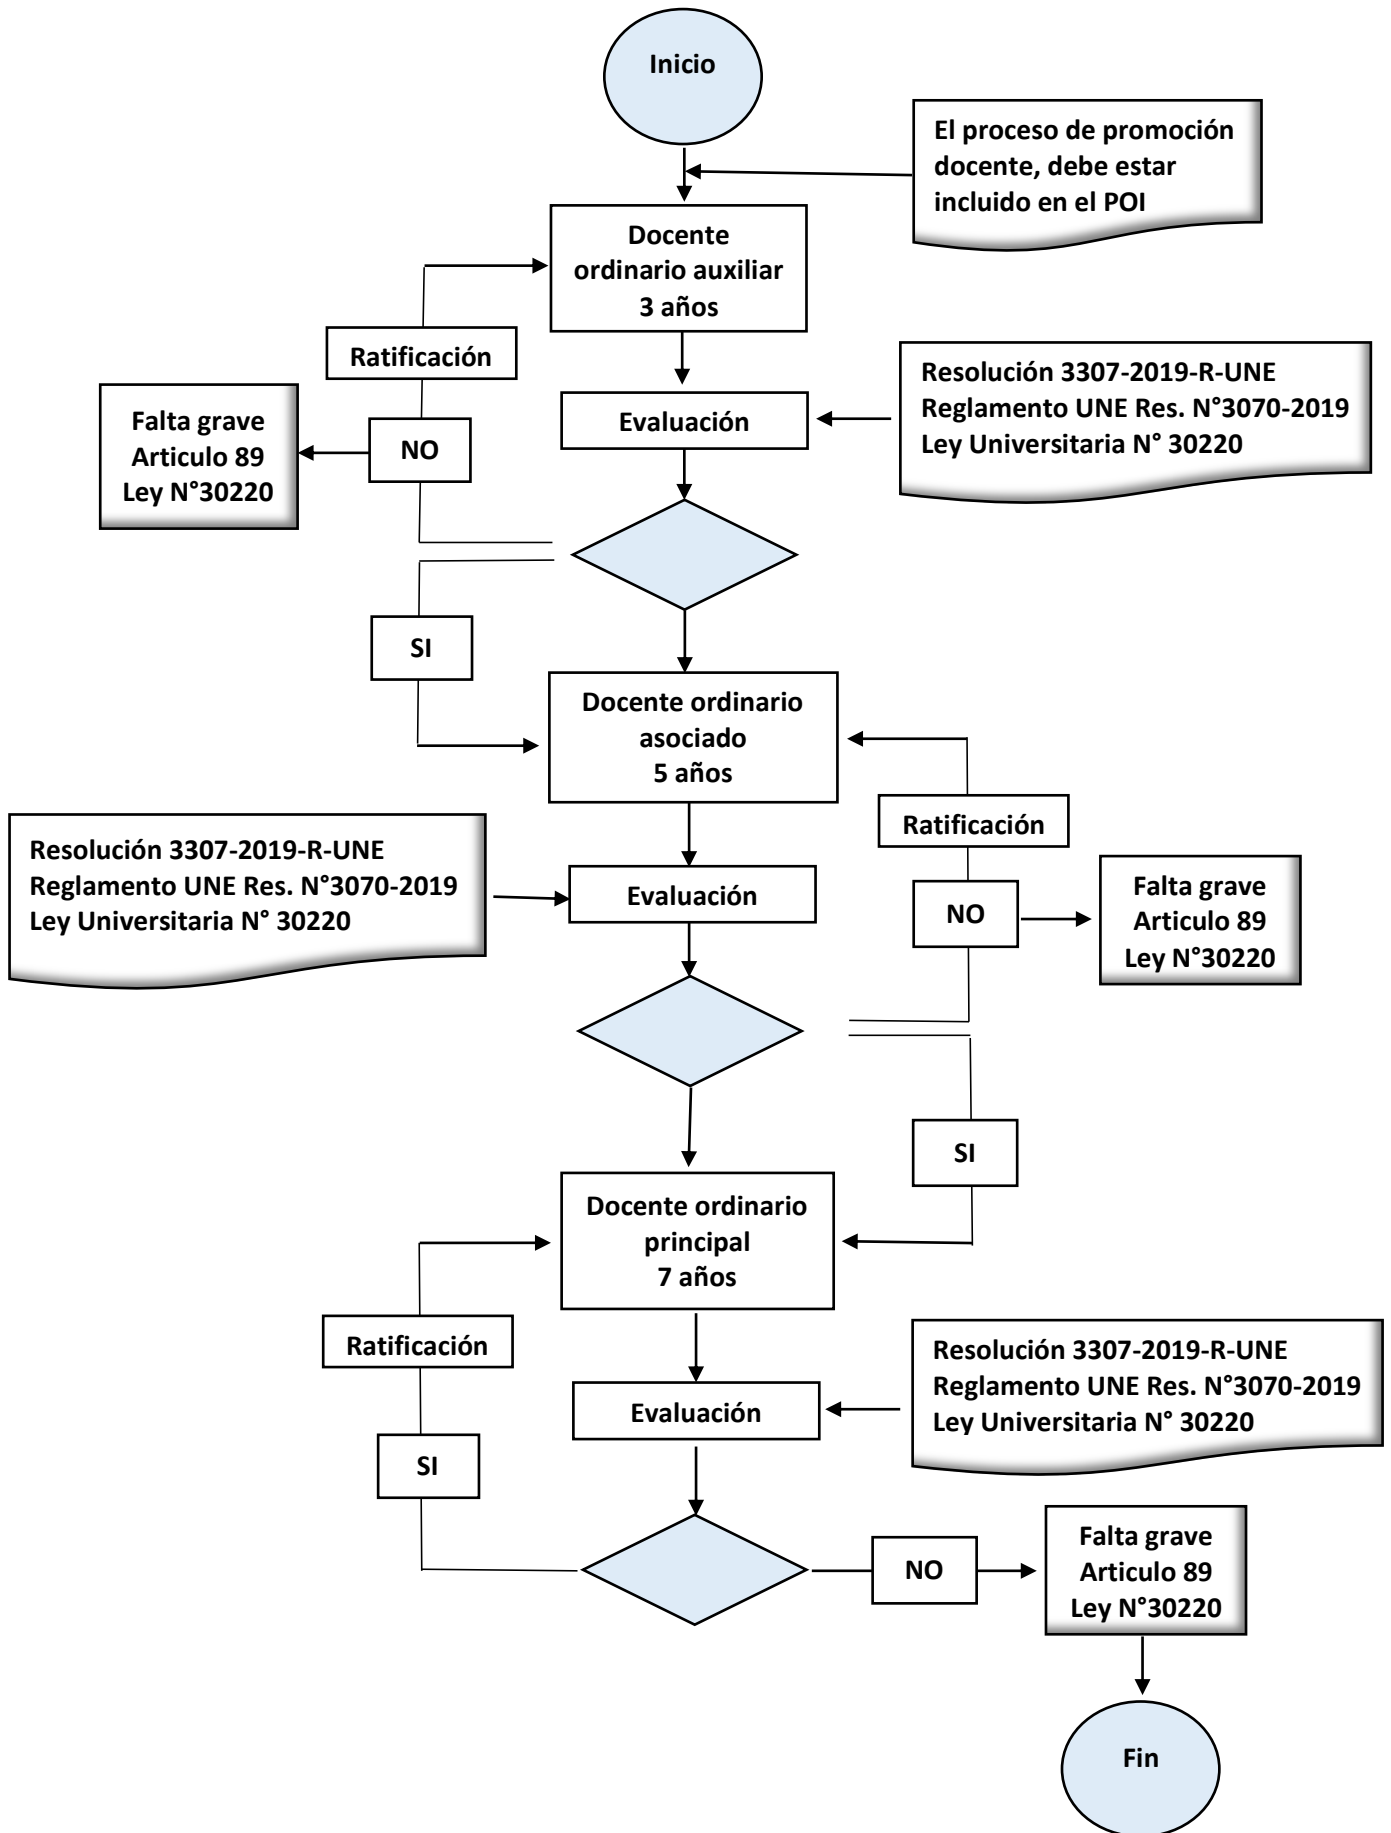 Inicio
El proceso de promoción
docente, debe estar
incluido en el POI
Docente
ordinario auxiliar
3 años
Ratificación
Resolución 3307-2019-R-UNE
Reglamento UNE Res. N°3070-2019
Ley Universitaria N° 30220
Evaluación
Falta grave
Articulo 89
Ley N°30220
NO
SI
Docente ordinario
asociado
5 años
Ratificación
Resolución 3307-2019-R-UNE
Reglamento UNE Res. N°3070-2019
Ley Universitaria N° 30220
Evaluación
NO
Falta grave
Articulo 89
Ley N°30220
SI
Docente ordinario
principal
7 años
Ratificación
Resolución 3307-2019-R-UNE
Reglamento UNE Res. N°3070-2019
Ley Universitaria N° 30220
Evaluación
SI
NO
Falta grave
Articulo 89
Ley N°30220
Fin